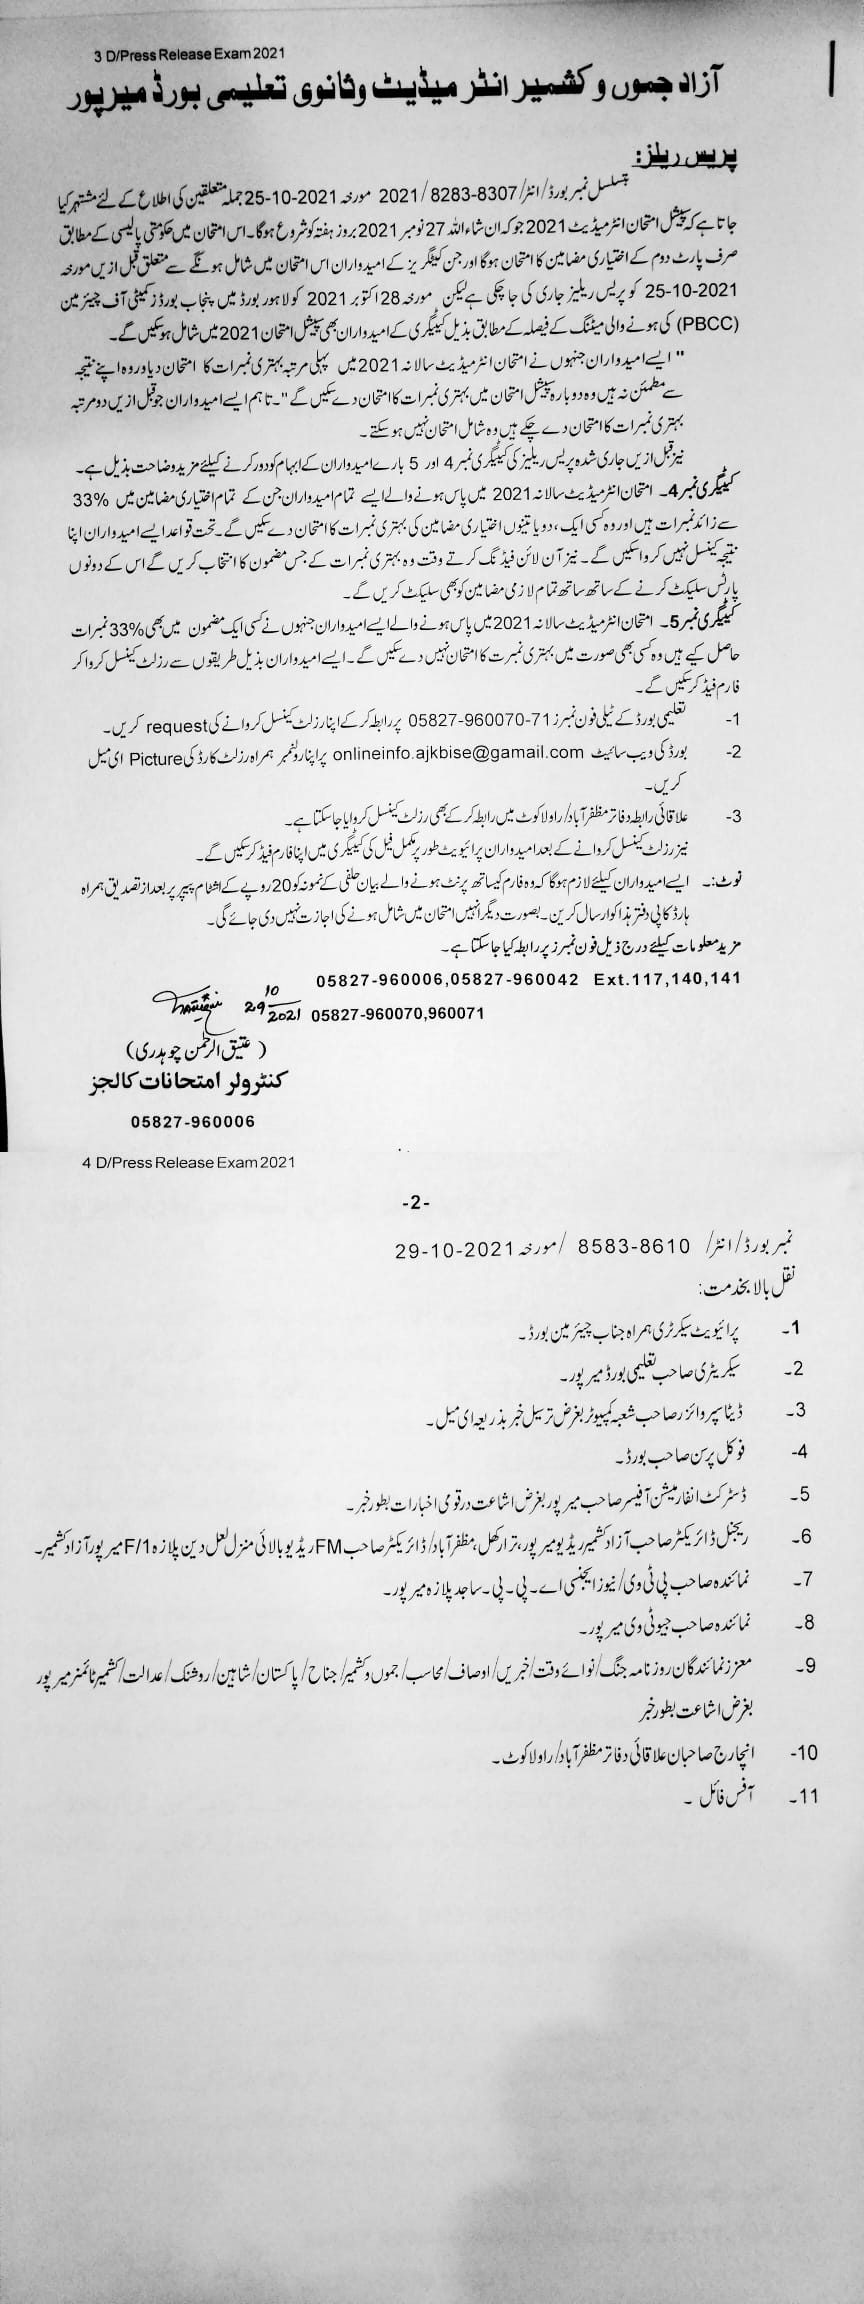 3 D/Press Release Exam 2021
آزاد جموں و کشمیر انٹر میڈیٹ وثانوی تعلیمی بورڈ میرپور
پریس ریلیز:
بتسلسل نمبر بورڈ/انٹر/8283-8307/ 2021 مورخہ 2021-10-25 جملہ متعلقین کی اطلاع کے لئے مشتہر کیا
جاتا ہے کہ سپیشل امتحان انٹرمیڈیٹ 2021 جو کہ ان شاءاللہ 27 نومبر 2021 بروز ہفتہ کو شروع ہوگا۔ اس امتحان میں حکومتی پالیسی کے مطابق
صرف پارٹ دوم کے اختیاری مضامین کا امتحان ہوگا اور جن کیٹگریز کے امیدواران اس امتحان میں شامل ہونگے سے متعلق قبل ازیں مورخہ
25-10-2021 کو پریس ریلیز جاری کی جا چکی ہے لیکن مورخہ 28 اکتوبر 2021 کو لاہور بورڈ میں پنجاب بورڈز کمیٹی آف چیئرمین
(PBCC) کی ہونے والی میٹنگ کے فیصلہ کے مطابق بذیل کیٹیگری کے امیدواران بھی سپیشل امتحان 2021 میں شامل ہو سکیں گے۔
"ایسے امیدواران جنہوں نے امتحان انٹرمیڈیٹ سالانہ 2021 میں پہلی مرتبہ بہتری نمبرات کا امتحان دیا اور وہ اپنے نتیجہ
سے مطمئن نہ ہیں وہ دوبارہ سپیشل امتحان میں بہتری نمبرات کا امتحان دے سکیں گے"۔ تاہم ایسے امیدواران جو قبل ازیں دو مرتبہ
بہتری نمبرات کا امتحان دے چکے ہیں وہ شامل امتحان نہیں ہو سکتے۔
نیز قبل ازیں جاری شدہ پریس ریلیز کی کیٹیگری نمبر 4 اور 5 بارے امیدواران کے ابہام کو دور کرنے کیلئے مزید وضاحت بذیل ہے۔
کیٹیگری نمبر 4۔ امتحان انٹرمیڈیٹ سالانہ 2021 میں پاس ہونے والے ایسے تمام امیدواران جن کے تمام اختیاری مضامین میں 33%
سے زائد نمبرات ہیں اور وہ کسی ایک، دو یا تینوں اختیاری مضامین کی بہتری نمبرات کا امتحان دے سکیں گے۔ تحت قواعد ایسے امیدواران اپنا
نتیجہ کینسل نہیں کروا سکیں گے۔ نیز آن لائن فیڈنگ کرتے وقت وہ بہتری نمبرات کے جس مضمون کا انتخاب کریں گے اس کے دونوں
پارٹس سلیکٹ کرنے کے ساتھ ساتھ تمام لازمی مضامین کو بھی سلیکٹ کریں گے۔
کیٹیگری نمبر 5۔ امتحان انٹرمیڈیٹ سالانہ 2021 میں پاس ہونے والے ایسے امیدواران جنہوں نے کسی ایک مضمون میں بھی 33% نمبرات
حاصل کیے ہیں وہ کسی بھی صورت میں بہتری نمبرت کا امتحان نہیں دے سکیں گے۔ ایسے امیدواران بذیل طریقوں سے رزلٹ کینسل کروا کر
فارم فیڈ کر سکیں گے۔
1- تعلیمی بورڈ کے ٹیلی فون نمبرز 05827-960070-71 پر رابطہ کر کے اپنا رزلٹ کینسل کروانے کی request کریں۔
2- بورڈ کی ویب سائیٹ onlineinfo.ajkbise@gamail.com پر اپنا رولنمبر ہمراہ رزلٹ کارڈ کی Picture ای میل
کریں۔
3- علاقائی رابطہ دفاتر مظفرآباد/راولاکوٹ میں رابطہ کر کے بھی رزلٹ کینسل کروایا جا سکتا ہے۔
نیز رزلٹ کینسل کروانے کے بعد امیدواران پرائیویٹ طور پر مکمل فیل کی کیٹیگری میں اپنا فارم فیڈ کر سکیں گے۔
نوٹ:۔ ایسے امیدواران کیلئے لازم ہوگا کہ وہ فارم کیساتھ پرنٹ ہونے والے بیان حلفی کے نمونہ کو 20 روپے کے اشٹام پیپر پر بعد از تصدیق ہمراہ
ہارڈ کاپی دفتر ہذا کو ارسال کریں۔ بصورت دیگر انہیں امتحان میں شامل ہونے کی اجازت نہیں دی جائے گی۔
مزید معلومات کیلئے درج ذیل فون نمبرز پر رابطہ کیا جا سکتا ہے۔
05827-960006,05827-960042 Ext.117,140,141
05827-960070,960071
29/10/2021
(عتیق الرحمن چوہدری)
کنٹرولر امتحانات کالجز
05827-960006
4 D/Press Release Exam 2021
-2-
نمبر بورڈ/انٹر/ 8583-8610 /مورخہ 29-10-2021
نقل بالا بخدمت:
1۔ پرائیویٹ سیکرٹری ہمراہ جناب چیئرمین بورڈ۔
2۔ سیکریٹری صاحب تعلیمی بورڈ میرپور۔
3۔ ڈیٹا سپروائزر صاحب شعبہ کمپیوٹر بغرض ترسیل خبر بذریعہ ای میل۔
4- فوکل پرسن صاحب بورڈ۔
5۔ ڈسٹرکٹ انفارمیشن آفیسر صاحب میرپور بغرض اشاعت در قومی اخبارات بطور خبر۔
6۔ ریجنل ڈائریکٹر صاحب آزاد کشمیر ریڈیو میرپور، تراڑکھل، مظفرآباد/ڈائریکٹر صاحب FM ریڈیو بالائی منزل لعل دین پلازہ F/1 میرپور آزاد کشمیر۔
7۔ نمائندہ صاحب پی ٹی وی/نیوز ایجنسی اے۔پی۔پی۔ ساجد پلازہ میرپور۔
8۔ نمائندہ صاحب جیو ٹی وی میرپور۔
9۔ معزز نمائندگان روزنامہ جنگ/نوائے وقت/خبریں/اوصاف/محاسب/جموں و کشمیر/جناح/پاکستان/شاہین/روشنک/عدالت/کشمیر ٹائمز میرپور
بغرض اشاعت بطور خبر
10- انچارج صاحبان علاقائی دفاتر مظفرآباد/راولاکوٹ۔
11۔ آفس فائل۔